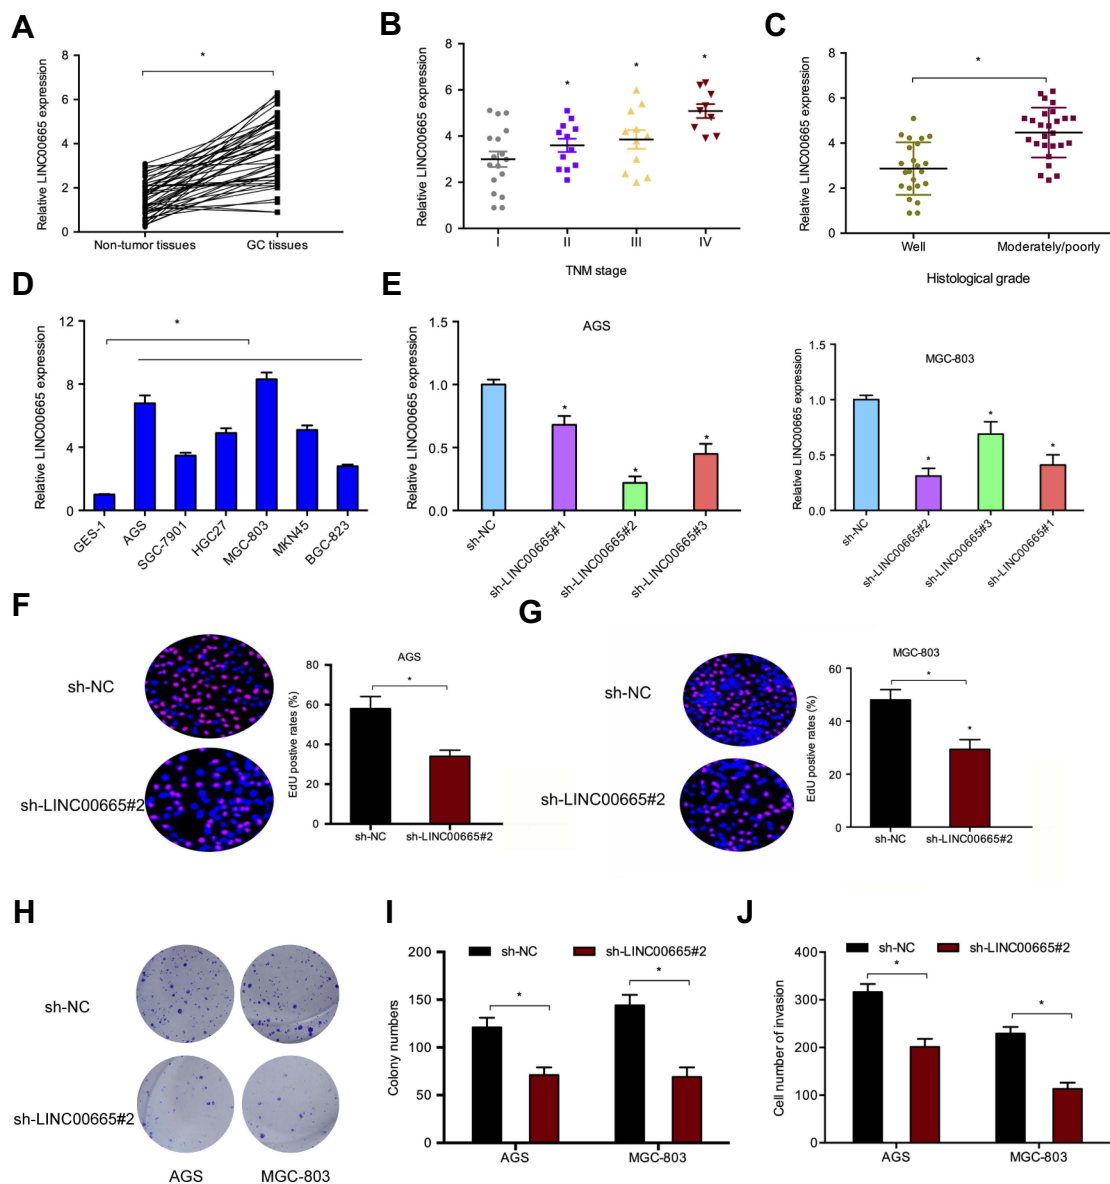 A
Relative LINC00665 expression
8
6
4
2
0
*
Non-tumor tissues
GC tissues
B
Relative LINC00665 expression
8
6
4
2
0
*
*
*
I
II
III
IV
TNM stage
C
Relative LINC00665 expression
8
6
4
2
0
*
Well
Moderately/poorly
Histological grade
D
Relative LINC00665 expression
12
8
4
0
*
GES-1
AGS
SGC-7901
HGC27
MGC-803
MKN45
BGC-823
E
Relative LINC00665 expression
1.5
1.0
0.5
0.0
AGS
*
*
*
sh-NC
sh-LINC00665#1
sh-LINC00665#2
sh-LINC00665#3
Relative LINC00665 expression
1.5
1.0
0.5
0.0
MGC-803
*
*
*
sh-NC
sh-LINC00665#2
sh-LINC00665#3
sh-LINC00665#1
F
sh-NC
sh-LINC00665#2
AGS
EdU postive rates (%)
80
60
40
20
0
*
sh-NC
sh-LINC00665#2
G
sh-NC
sh-LINC00665#2
MGC-803
EdU postive rates (%)
60
40
20
0
*
*
sh-NC
sh-LINC00665#2
H
sh-NC
sh-LINC00665#2
AGS
MGC-803
I
sh-NC
sh-LINC00665#2
Colony numbers
200
150
100
50
0
*
*
AGS
MGC-803
J
sh-NC
sh-LINC00665#2
Cell number of invasion
400
300
200
100
0
*
*
AGS
MGC-803